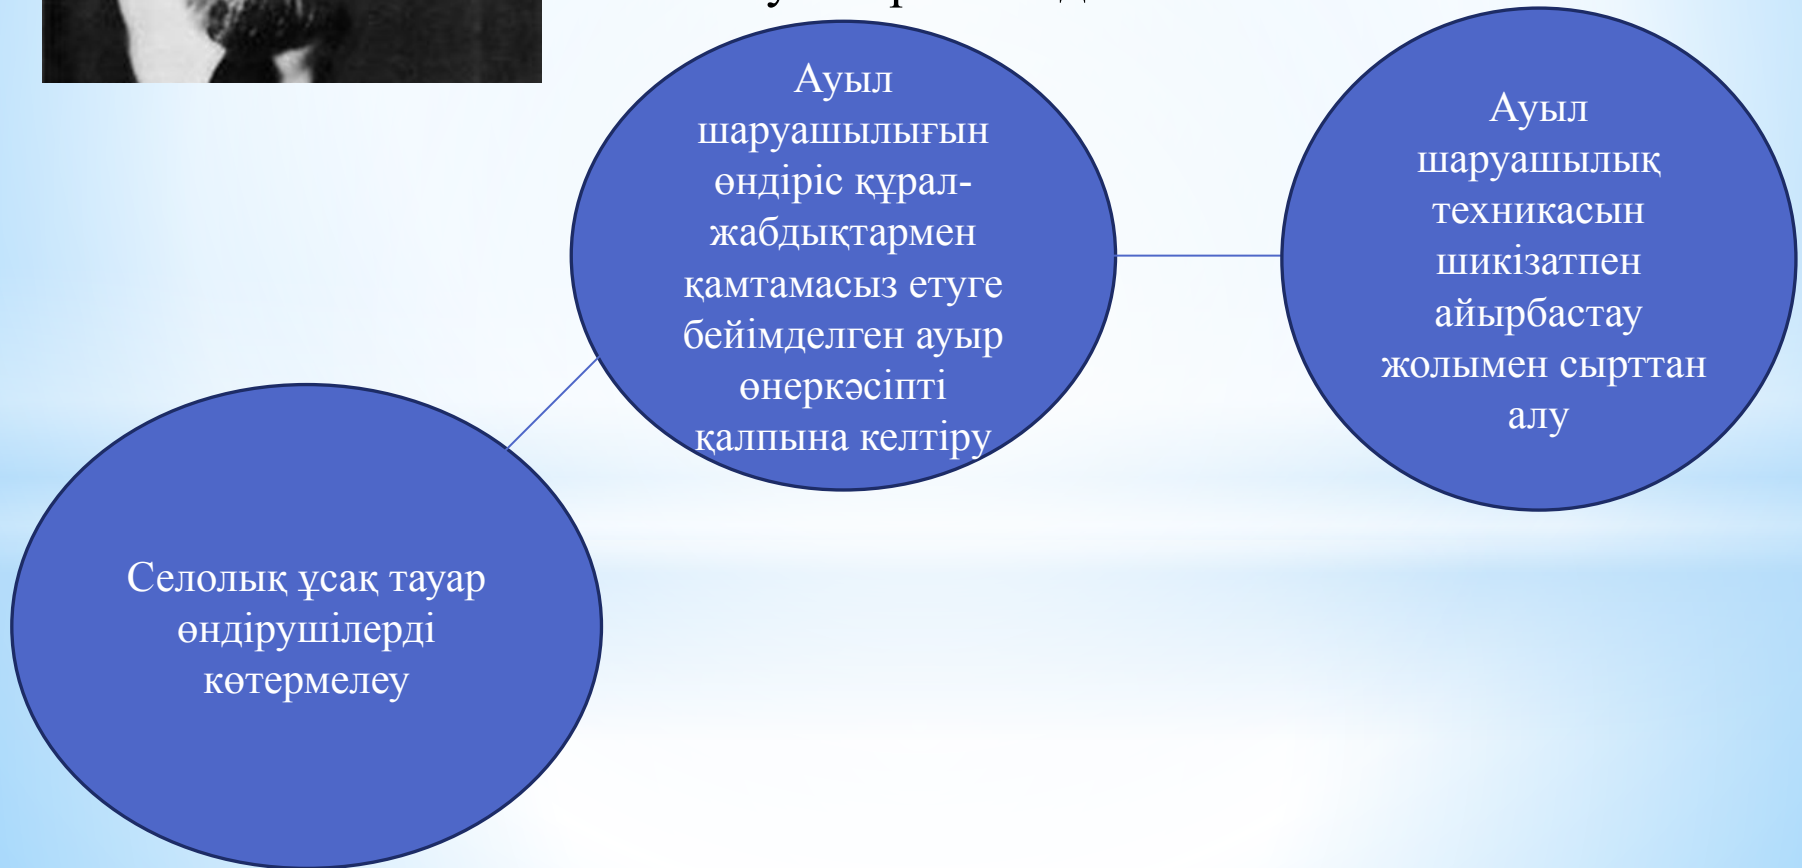 Ауыл
шаруашылығын
өндіріс құрал-
жабдықтармен
қамтамасыз етуге
бейімделген ауыр
өнеркәсіпті
қалпына келтіру
Ауыл
шаруашылық
техникасын
шикізатпен
айырбастау
жолымен сырттан
алу
Селолық ұсақ тауар
өндірушілерді
көтермелеу